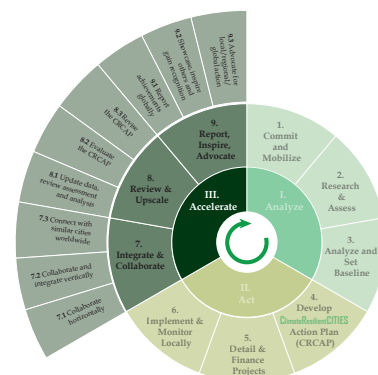 9.3 Advocate for
local/regional/
global action
9.2 Showcase, inspire
others and
gain recognition
9.1 Report
achievements
globally
8.3 Revise
the CRCAP
8.2 Evaluate
the CRCAP
8.1 Update data,
review assessment
and analysis
7.3 Connect with
similar cities
worldwide
7.2 Collaborate and
integrate vertically
7.1 Collaborate
horizontally
9.
Report,
Inspire,
Advocate
8.
Review &
Upscale
7.
Integrate &
Collaborate
1.
Commit
and
Mobilize
2.
Research
&
Assess
3.
Analyze and
Set
Baseline
4.
Develop
ClimateResilientCITIES
Action Plan
(CRCAP)
5.
Detail &
Finance
Projects
6.
Implement &
Monitor
Locally
III.
Accelerate
I.
Analyze
II.
Act